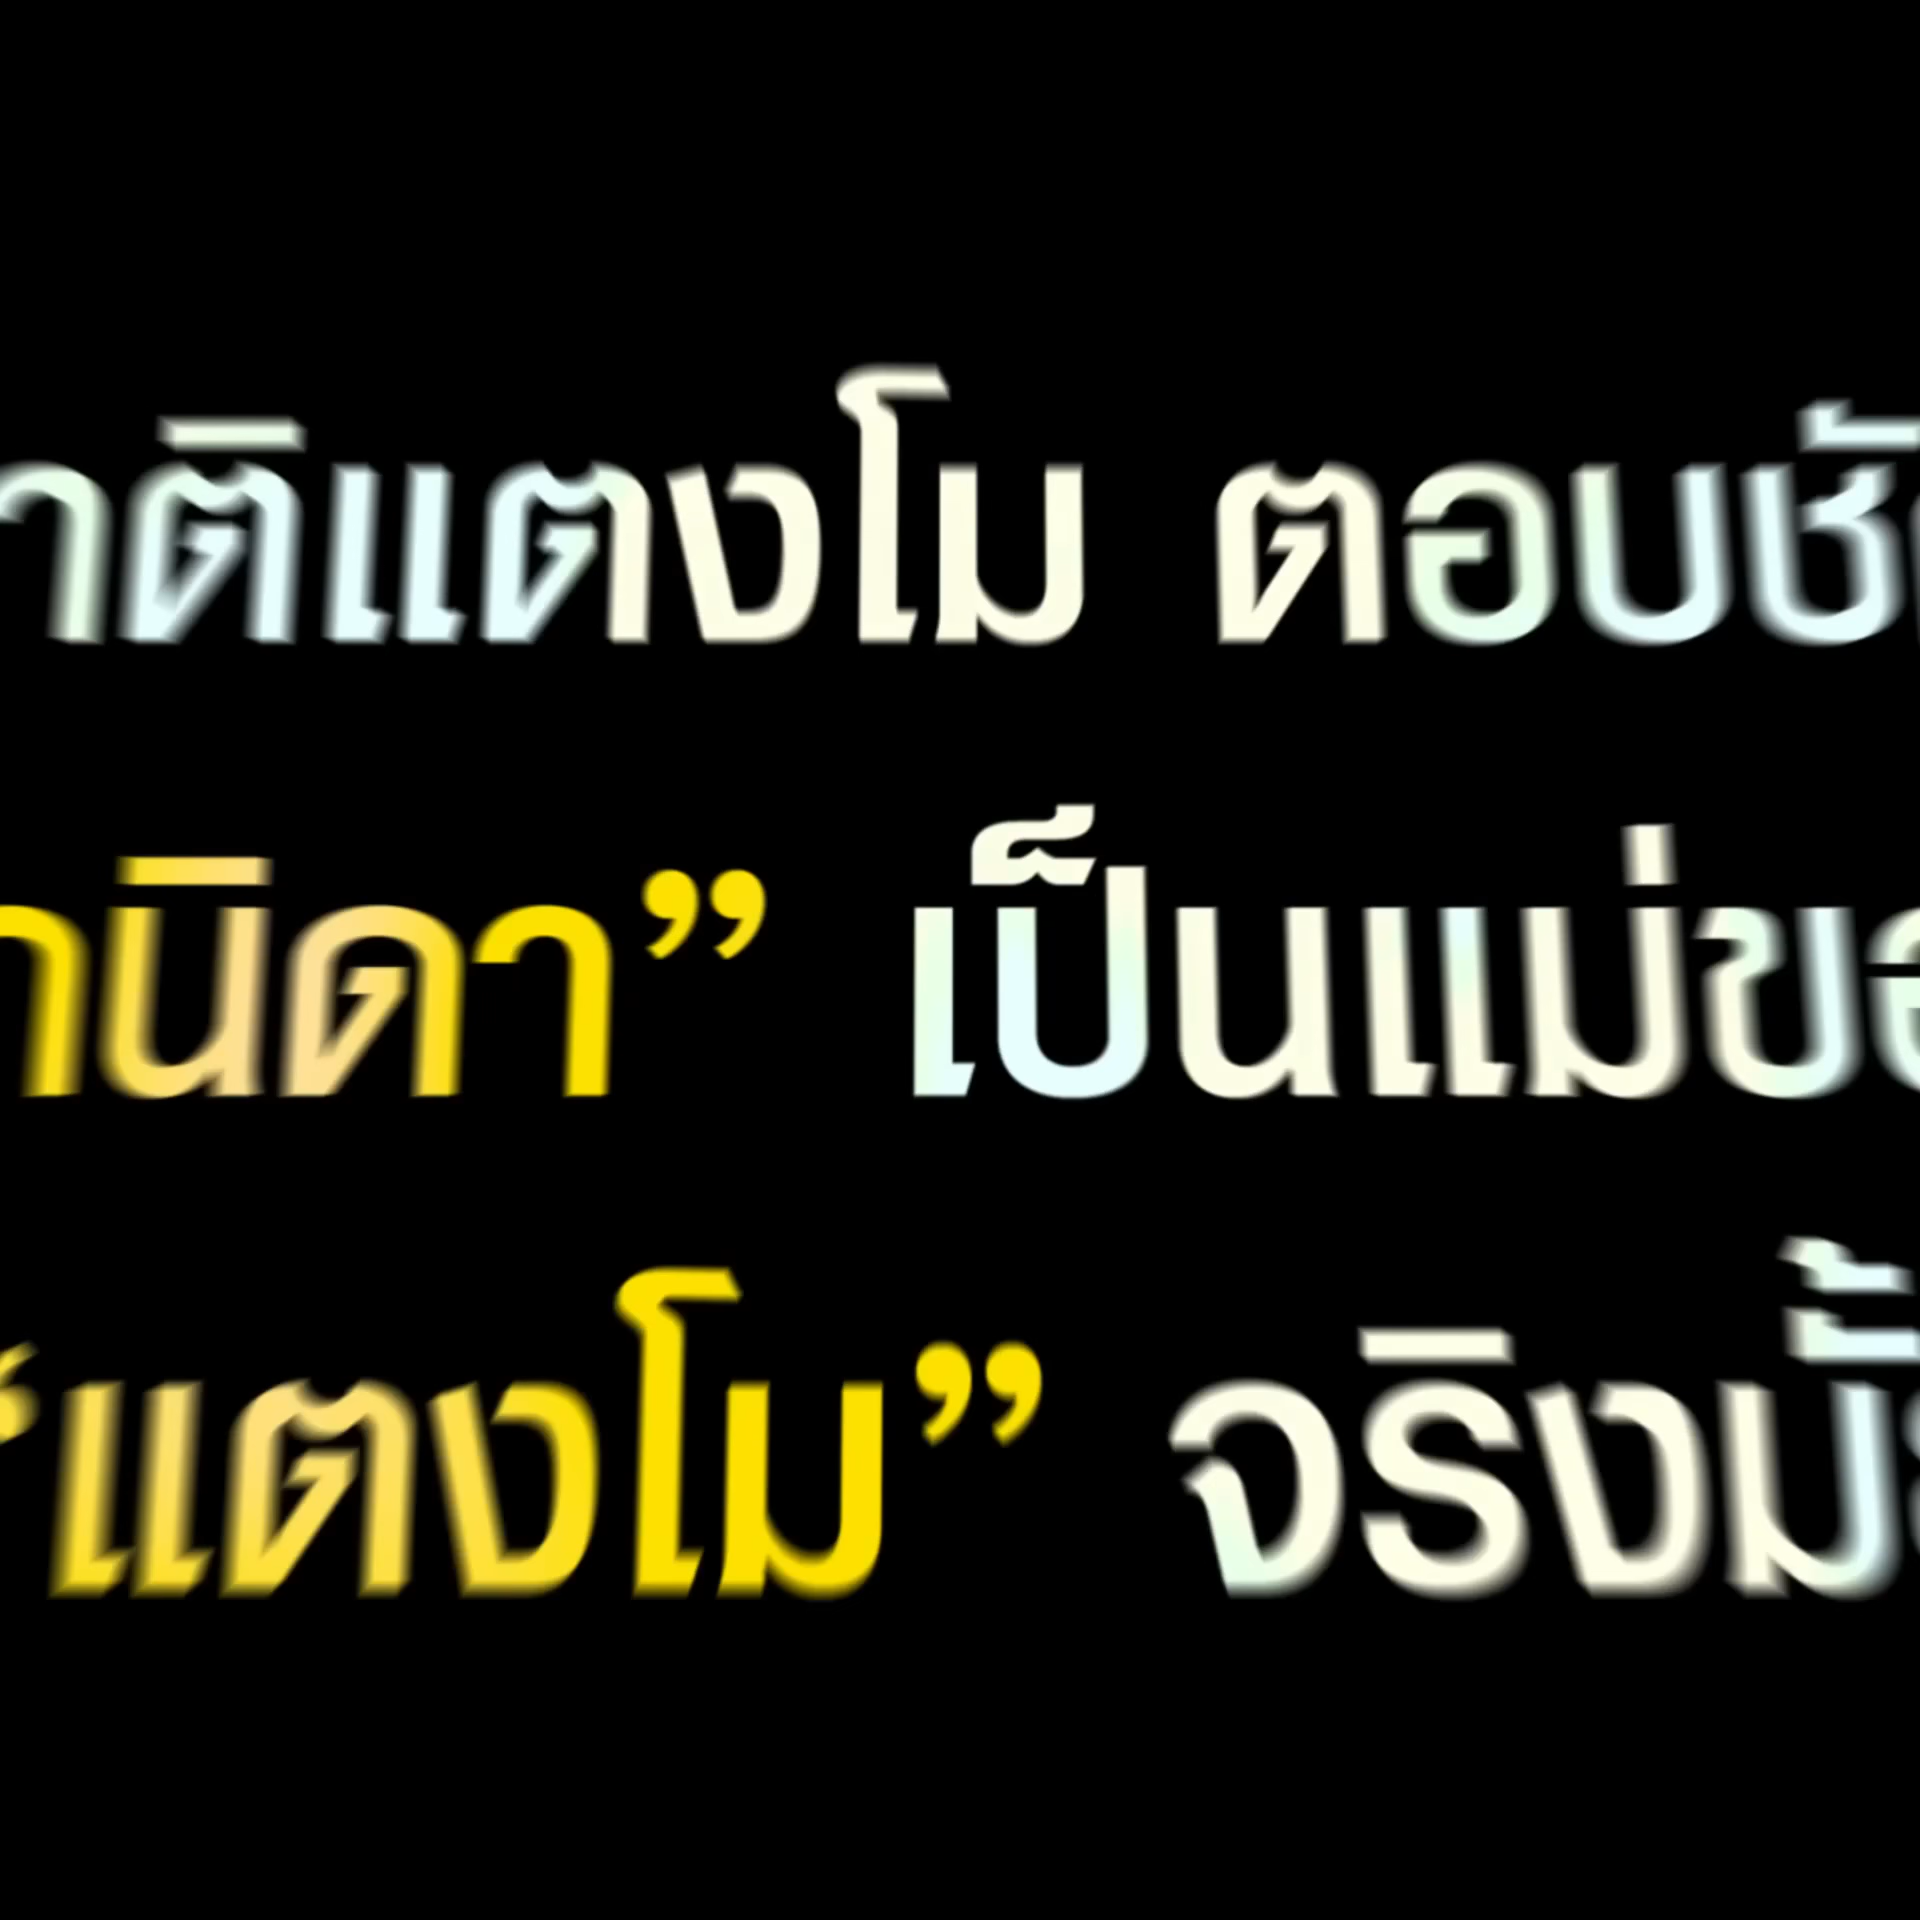 าติแตงโม ตอบชั
านิดา” เป็นแม่ขอ
“แตงโม” จริงมั้